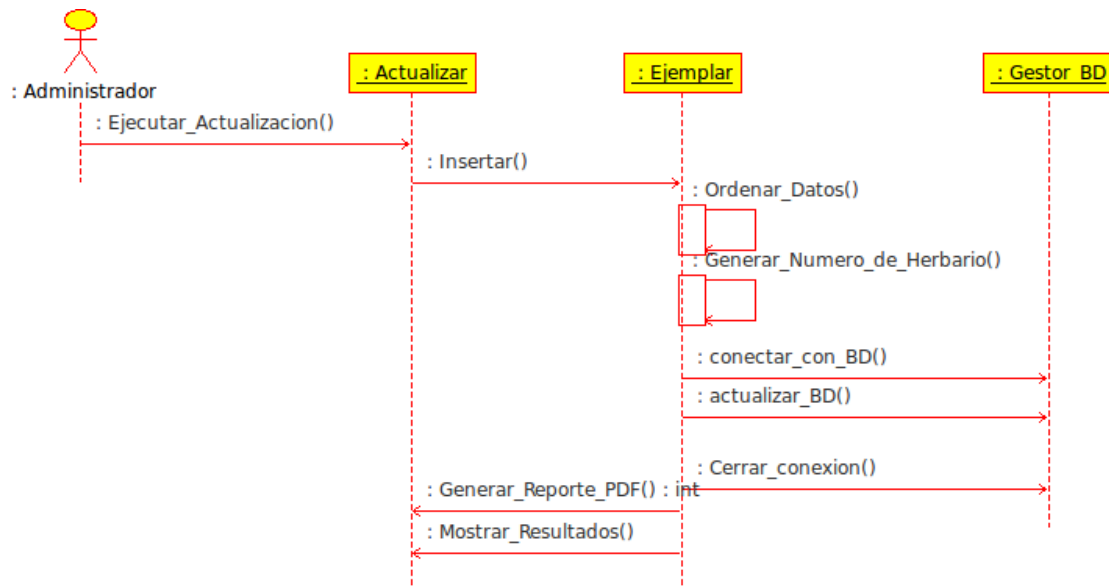 : Administrador
: Actualizar
: Ejemplar
: Gestor_BD
: Ejecutar_Actualizacion()
: Insertar()
: Ordenar_Datos()
: Generar_Numero_de_Herbario()
: conectar_con_BD()
: actualizar_BD()
: Cerrar_conexion()
: Generar_Reporte_PDF() : int
: Mostrar_Resultados()